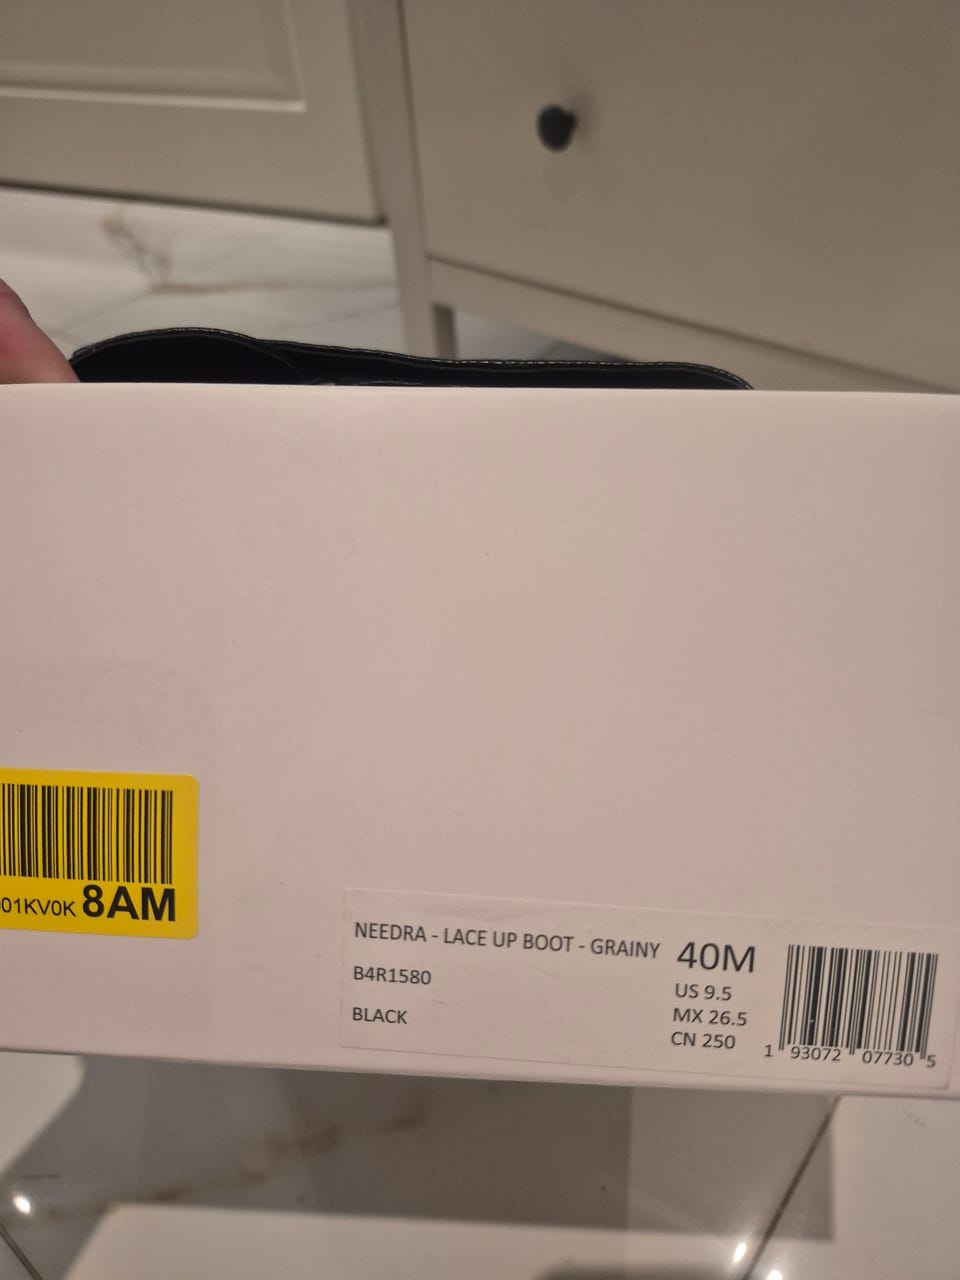 01KV0K 8AM
NEEDRA - LACE UP BOOT - GRAINY
B4R1580
BLACK
40M
US 9.5
MX 26.5
CN 250
1 93072 07730 5